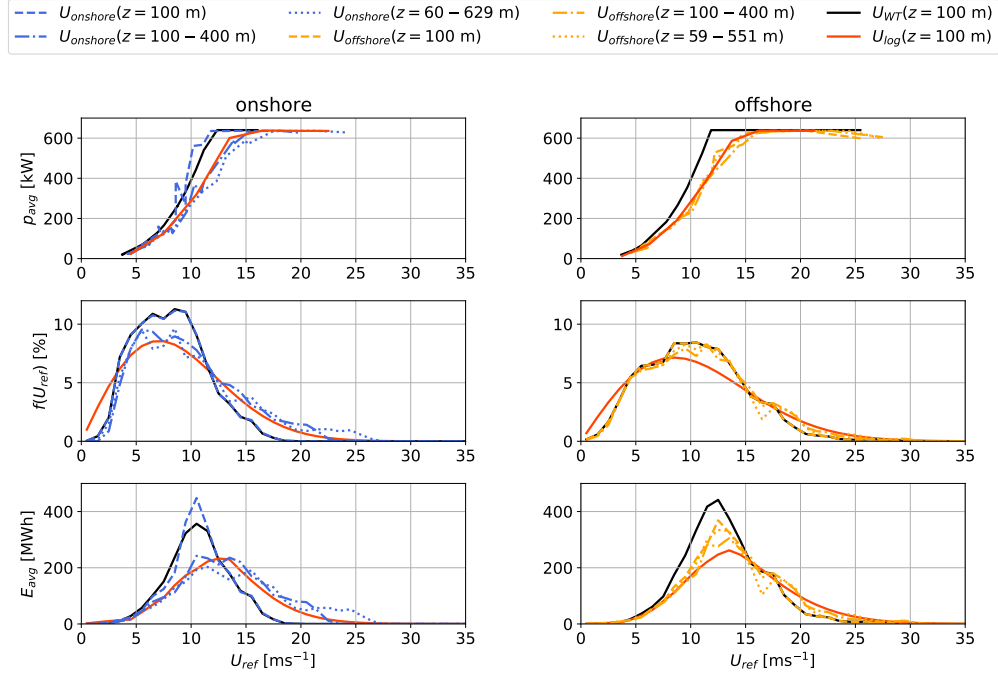 U_onshore(z = 100 m) U_onshore(z = 60 − 629 m) U_offshore(z = 100 − 400 m) U_WT(z = 100 m)
U_onshore(z = 100 − 400 m) U_offshore(z = 100 m) U_offshore(z = 59 − 551 m) U_log(z = 100 m)
onshore offshore
p_avg [kW]
600
400
200
0
0 5 10 15 20 25 30 35
600
400
200
0
0 5 10 15 20 25 30 35
f(U_ref) [%]
10
5
0
0 5 10 15 20 25 30 35
10
5
0
0 5 10 15 20 25 30 35
E_avg [MWh]
400
200
0
0 5 10 15 20 25 30 35
400
200
0
0 5 10 15 20 25 30 35
U_ref [ms⁻¹] U_ref [ms⁻¹]